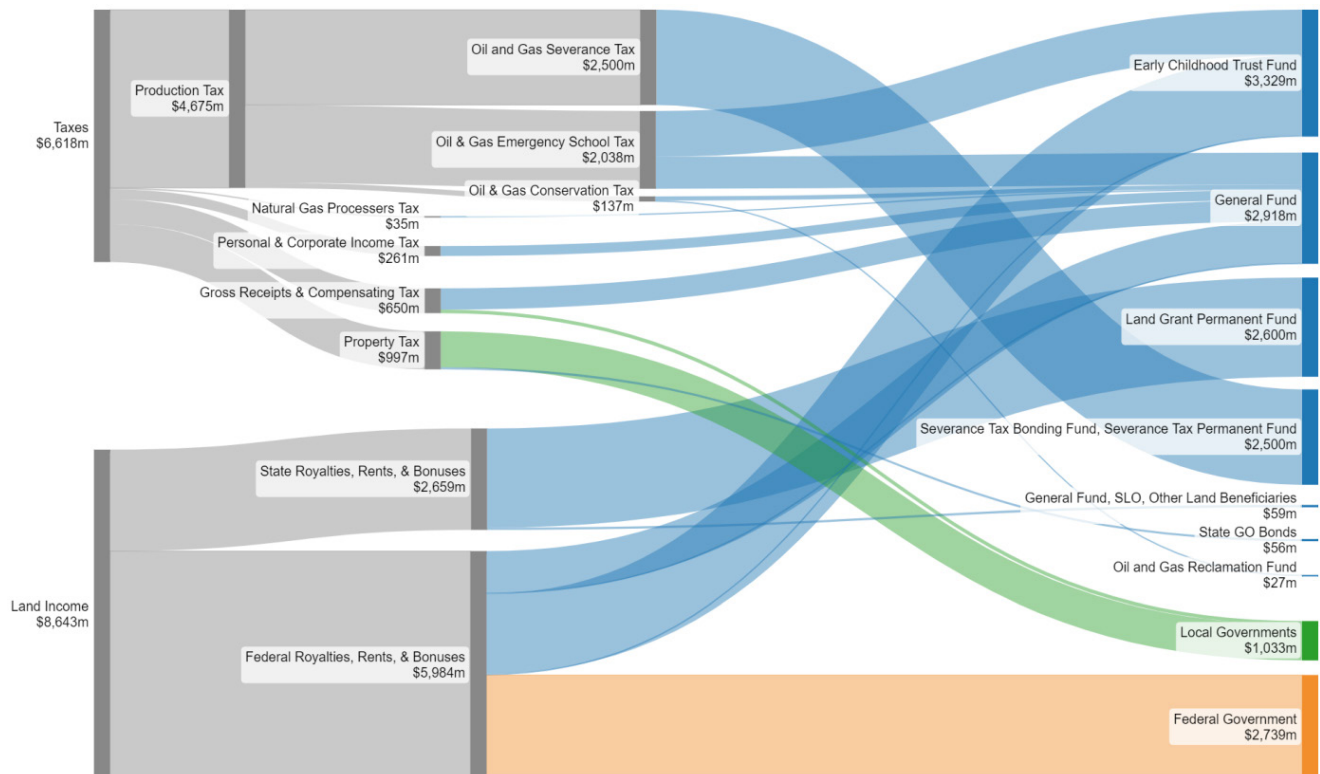 Taxes
$6,618m
Production Tax
$4,675m
Oil and Gas Severance Tax
$2,500m
Oil & Gas Emergency School Tax
$2,038m
Oil & Gas Conservation Tax
$137m
Natural Gas Processers Tax
$35m
Personal & Corporate Income Tax
$261m
Gross Receipts & Compensating Tax
$650m
Property Tax
$997m
Land Income
$8,643m
State Royalties, Rents, & Bonuses
$2,659m
Federal Royalties, Rents, & Bonuses
$5,984m
Early Childhood Trust Fund
$3,329m
General Fund
$2,918m
Land Grant Permanent Fund
$2,600m
Severance Tax Bonding Fund, Severance Tax Permanent Fund
$2,500m
General Fund, SLO, Other Land Beneficiaries
$59m
State GO Bonds
$56m
Oil and Gas Reclamation Fund
$27m
Local Governments
$1,033m
Federal Government
$2,739m